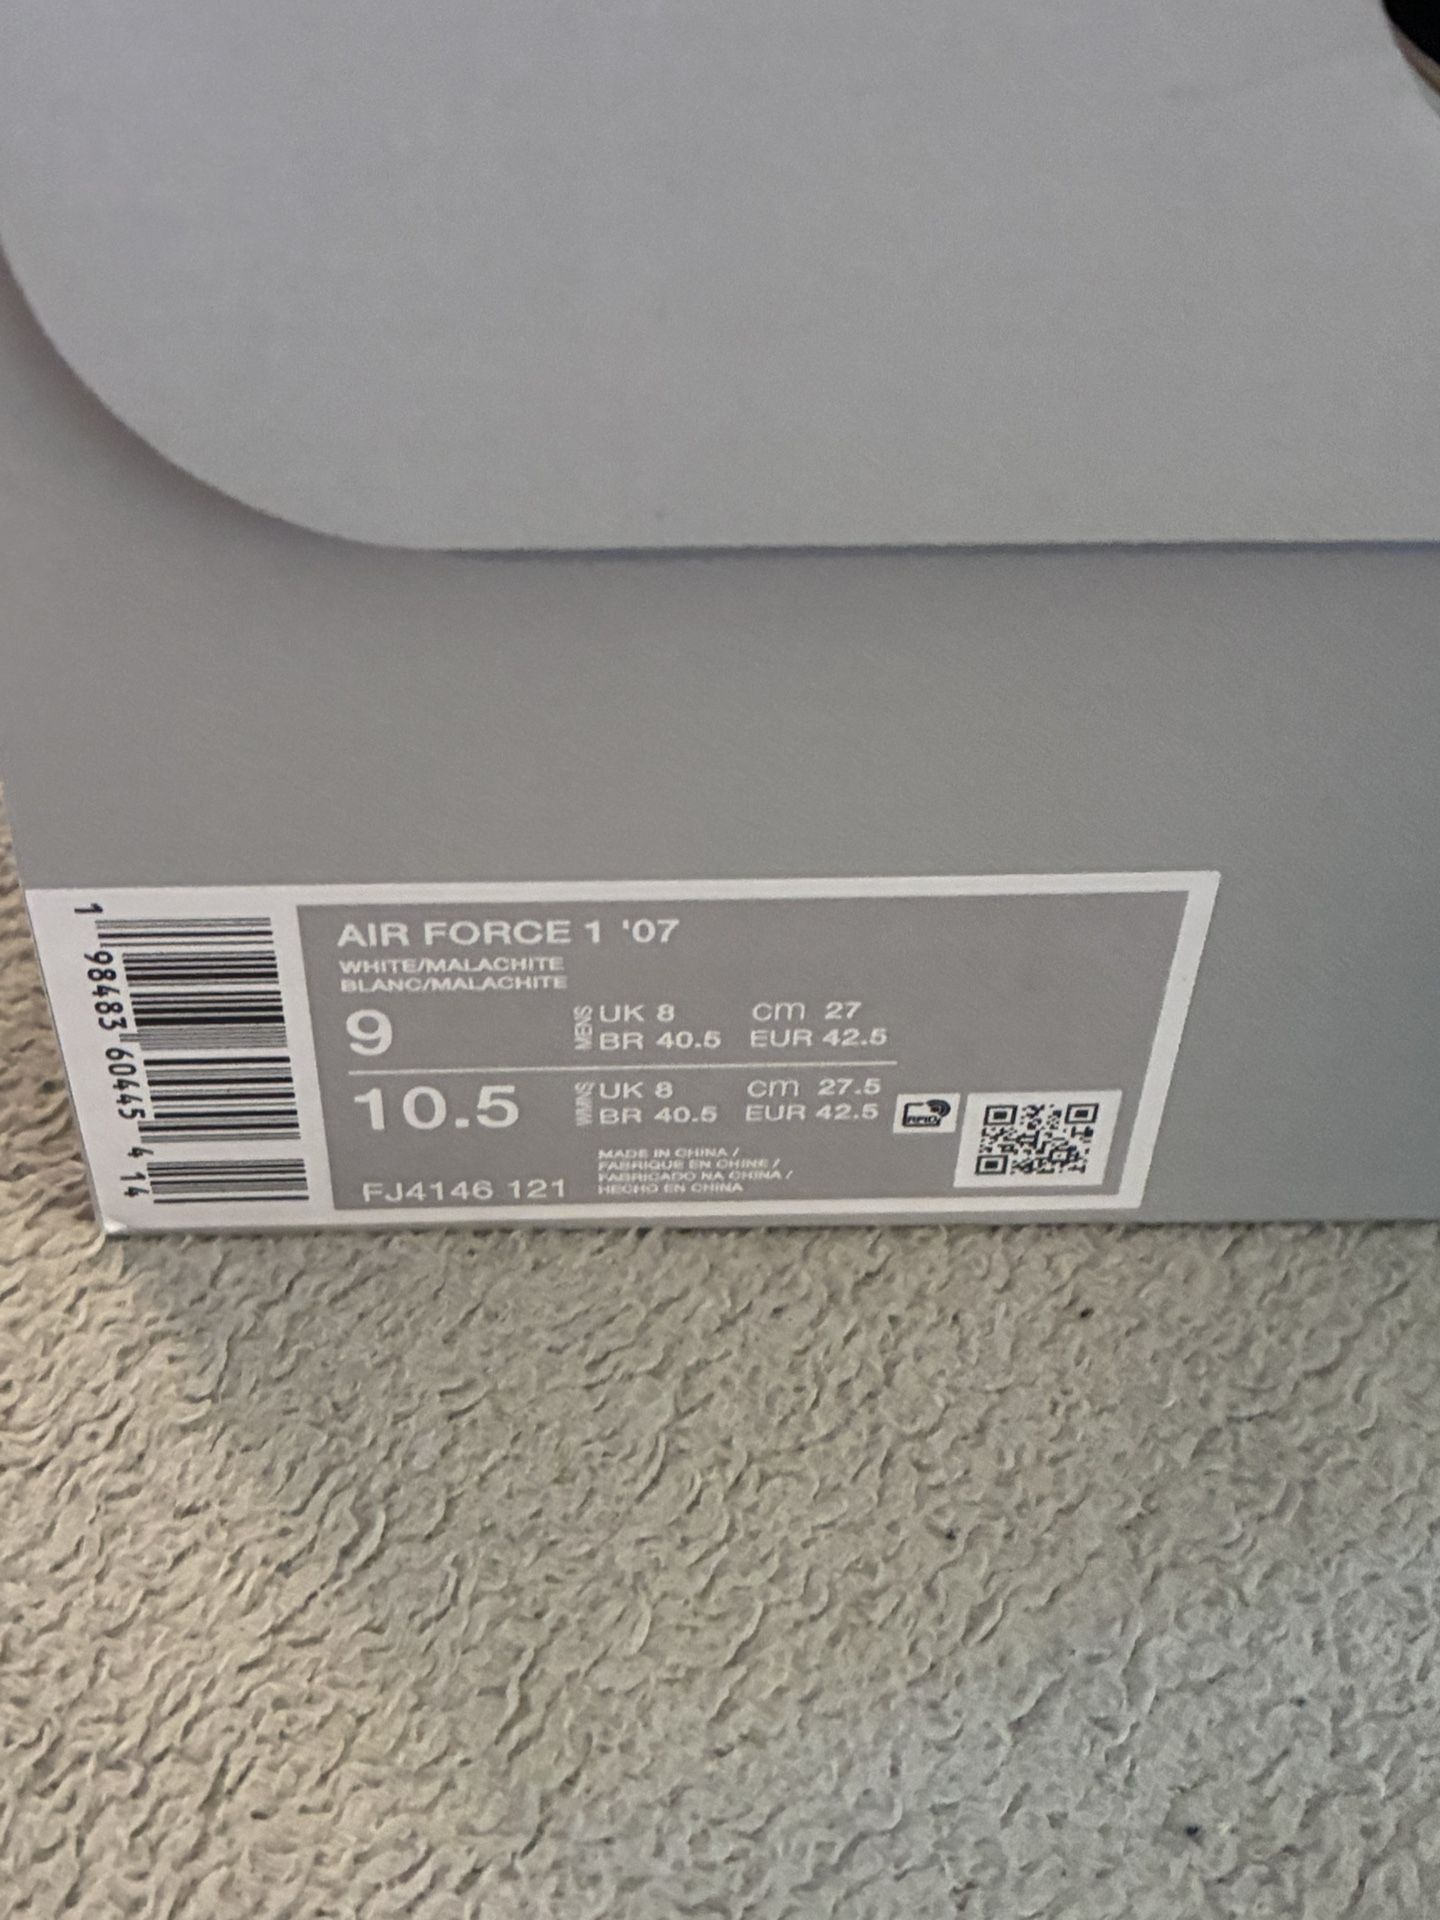 AIR FORCE 1 '07
WHITE/MALACHITE
BLANC/MALACHITE
9 MENS UK 8 cm 27
BR 40.5 EUR 42.5
10.5 WMNS UK 8 cm 27.5
BR 40.5 EUR 42.5
MADE IN CHINA /
FABRIQUE EN CHINE /
FABRICADO NA CHINA /
HECHO EN CHINA
FJ4146 121
RFID
1 98483 60445 4 14